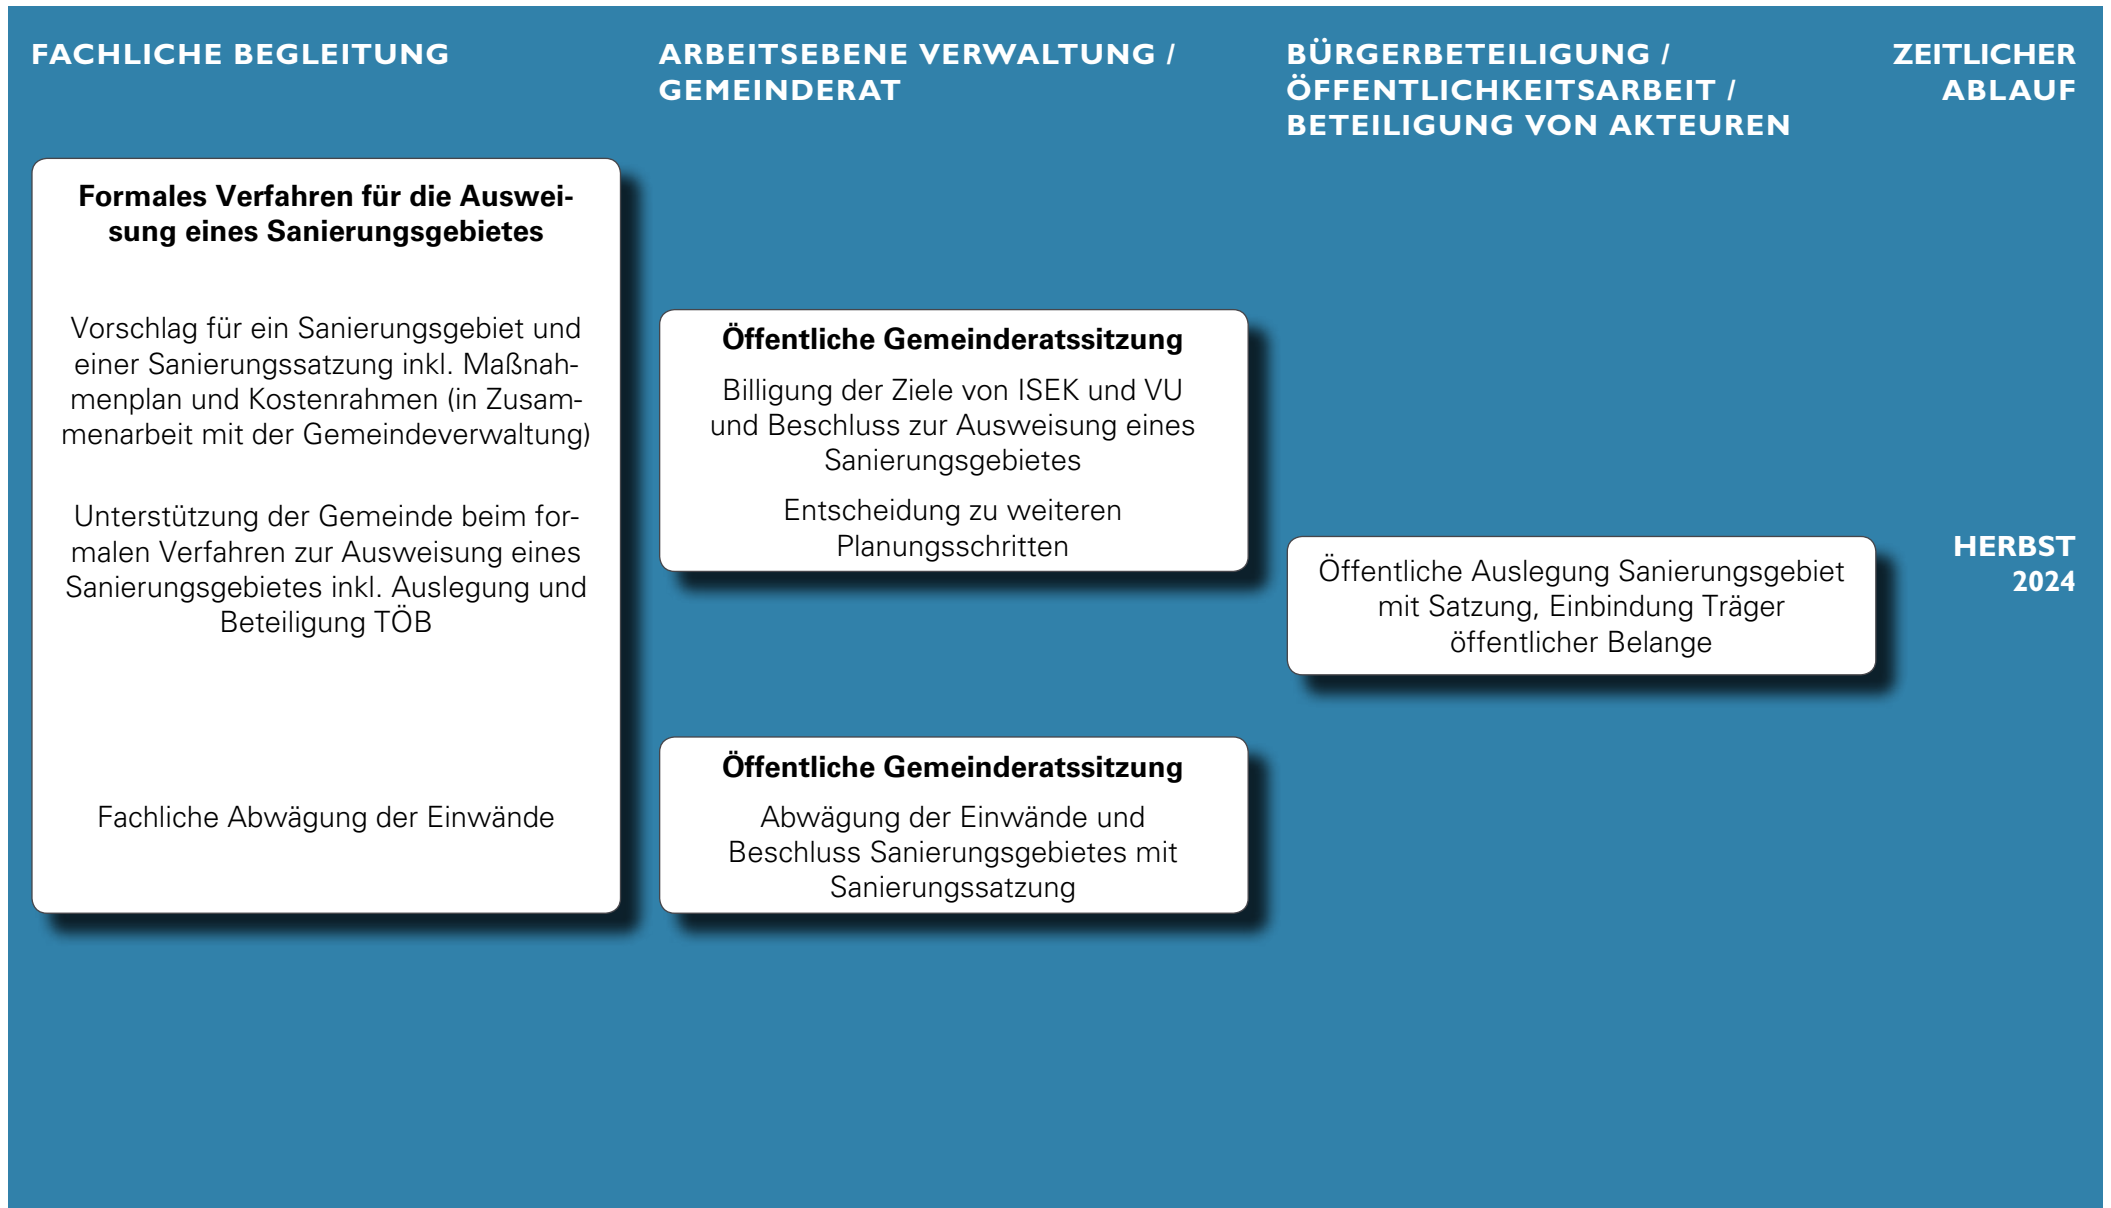 FACHLICHE BEGLEITUNG
ARBEITSEBENE VERWALTUNG /
GEMEINDERAT
BÜRGERBETEILIGUNG /
ÖFFENTLICHKEITSARBEIT /
BETEILIGUNG VON AKTEUREN
ZEITLICHER
ABLAUF
Formales Verfahren für die Auswei-
sung eines Sanierungsgebietes
Vorschlag für ein Sanierungsgebiet und
einer Sanierungssatzung inkl. Maßnah-
menplan und Kostenrahmen (in Zusam-
menarbeit mit der Gemeindeverwaltung)
Unterstützung der Gemeinde beim for-
malen Verfahren zur Ausweisung eines
Sanierungsgebietes inkl. Auslegung und
Beteiligung TÖB
Fachliche Abwägung der Einwände
Öffentliche Gemeinderatssitzung
Billigung der Ziele von ISEK und VU
und Beschluss zur Ausweisung eines
Sanierungsgebietes
Entscheidung zu weiteren
Planungsschritten
Öffentliche Gemeinderatssitzung
Abwägung der Einwände und
Beschluss Sanierungsgebietes mit
Sanierungssatzung
Öffentliche Auslegung Sanierungsgebiet
mit Satzung, Einbindung Träger
öffentlicher Belange
HERBST
2024